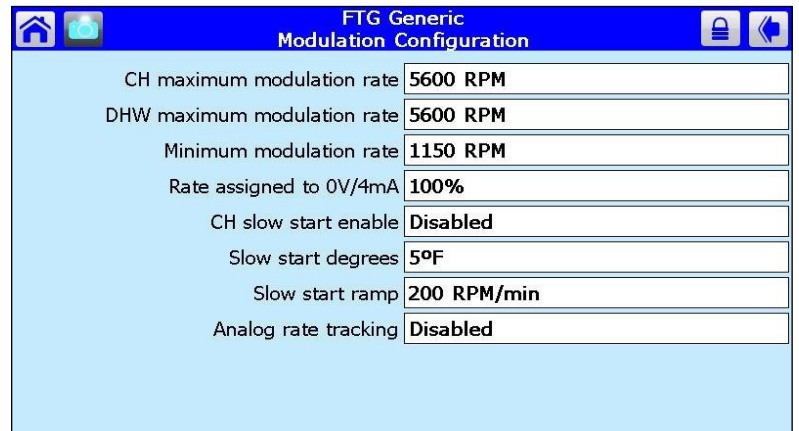 FTG Generic
Modulation Configuration
CH maximum modulation rate 5600 RPM
DHW maximum modulation rate 5600 RPM
Minimum modulation rate 1150 RPM
Rate assigned to 0V/4mA 100%
CH slow start enable Disabled
Slow start degrees 5ºF
Slow start ramp 200 RPM/min
Analog rate tracking Disabled